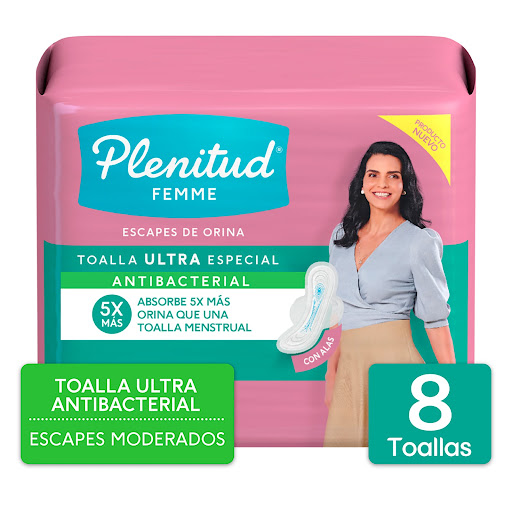 PRODUCTO
NUEVO
Plenitud®
FEMME
ESCAPES DE ORINA
TOALLA ULTRA ESPECIAL
ANTIBACTERIAL
5X
MÁS
ABSORBE 5X MÁS
ORINA QUE UNA
TOALLA MENSTRUAL
CON ALAS
TOALLA ULTRA
ANTIBACTERIAL
ESCAPES MODERADOS
8
Toallas